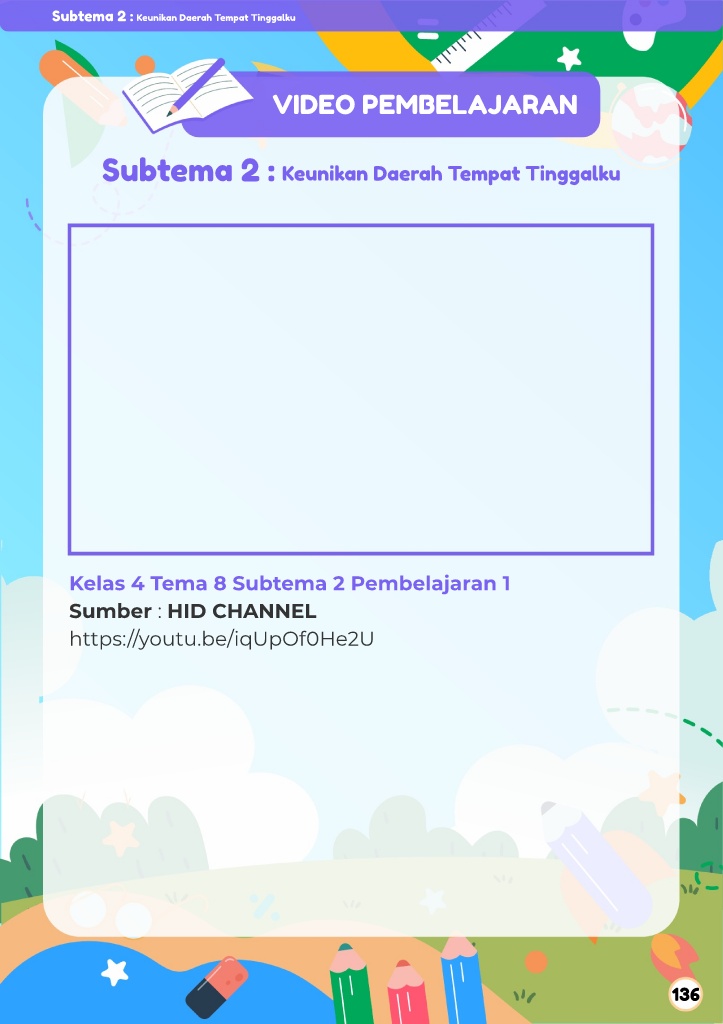 Subtema 2 : Keunikan Daerah Tempat Tinggalku
VIDEO PEMBELAJARAN
Subtema 2 : Keunikan Daerah Tempat Tinggalku
Kelas 4 Tema 8 Subtema 2 Pembelajaran 1
Sumber : HID CHANNEL
https://youtu.be/iqUpOf0He2U
136